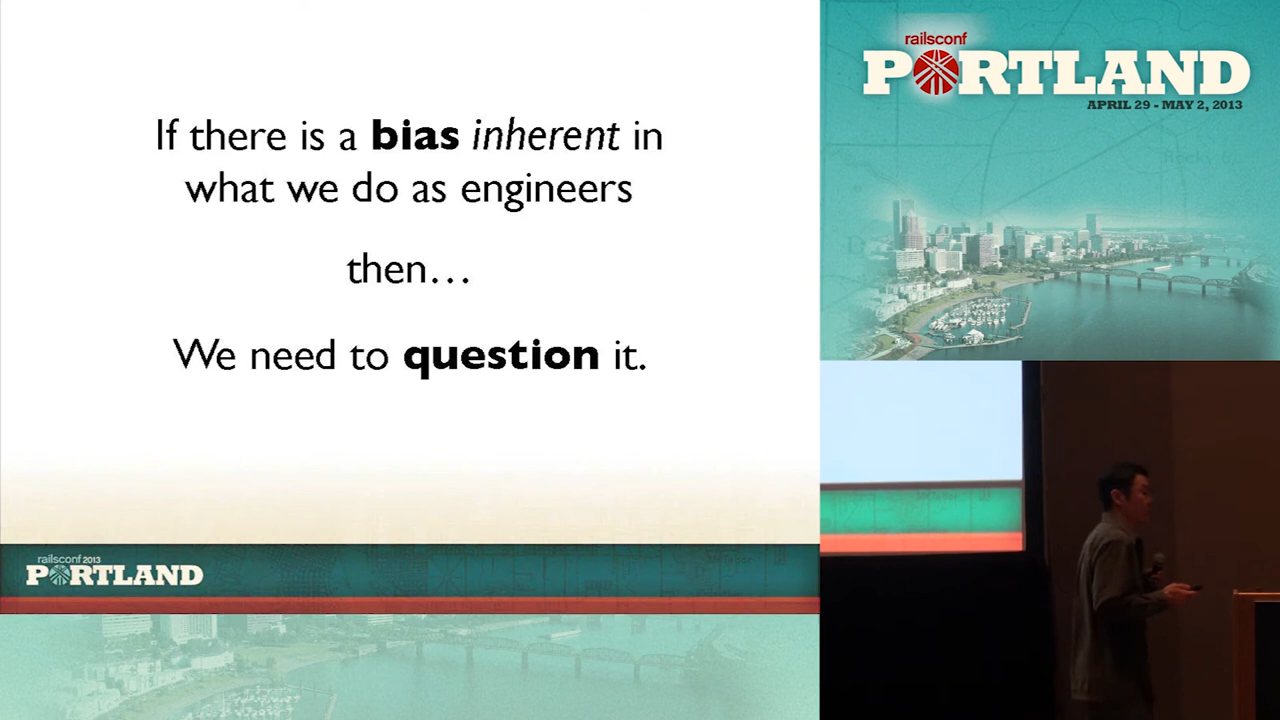 If there is a bias inherent in
what we do as engineers
then…
We need to question it.
railsconf 2013
PORTLAND
railsconf
PORTLAND
APRIL 29 - MAY 2, 2013